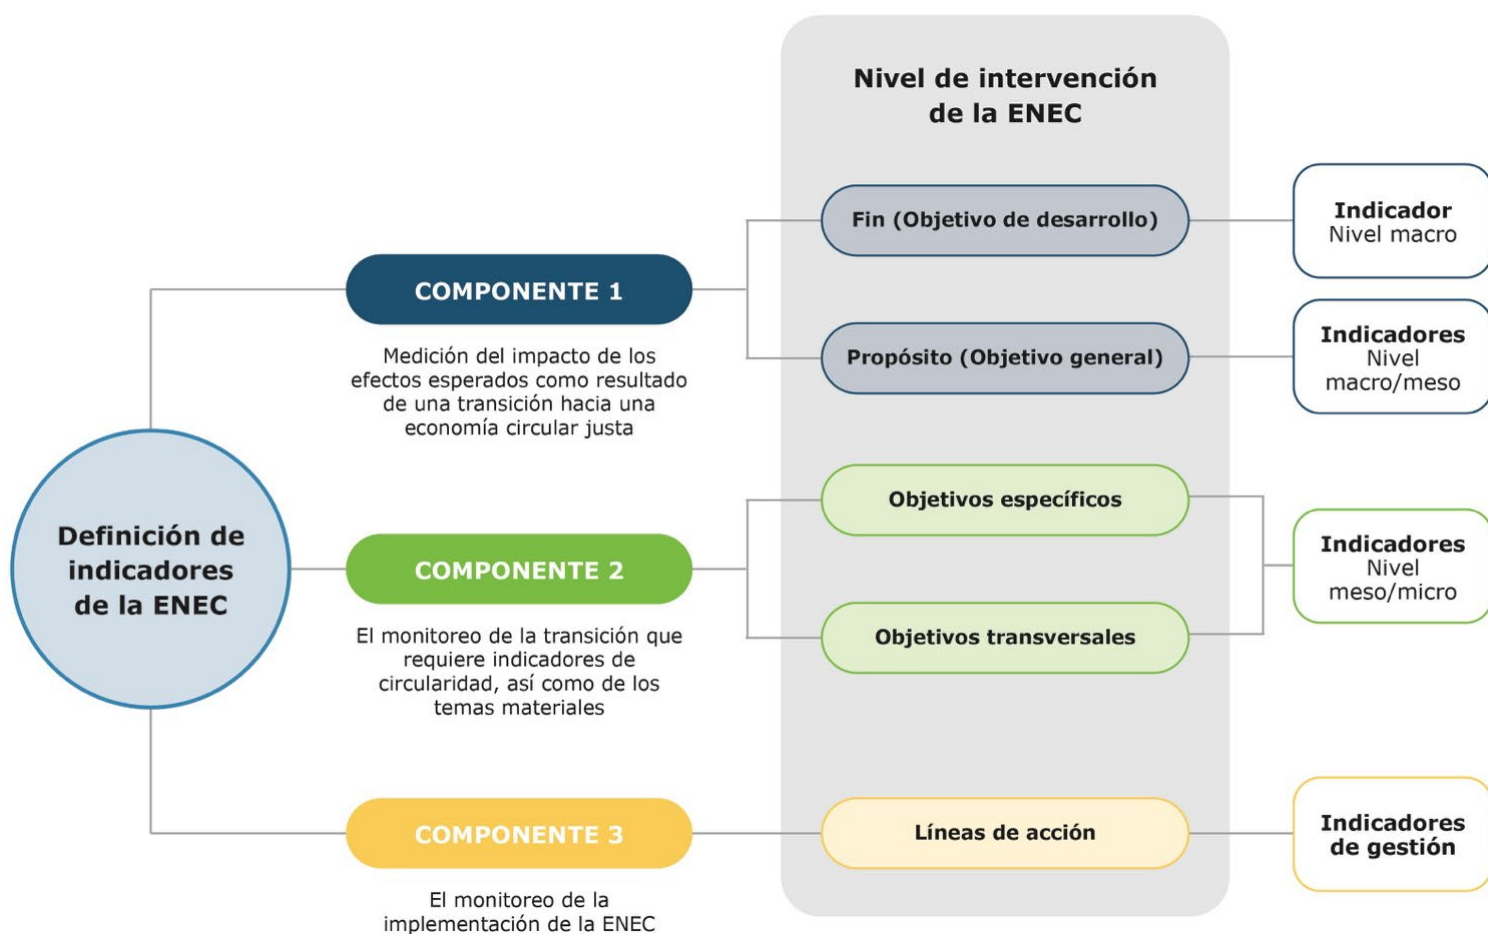 Nivel de intervención
de la ENEC
Definición de
indicadores
de la ENEC
COMPONENTE 1
Medición del impacto de los
efectos esperados como resultado
de una transición hacia una
economía circular justa
Fin (Objetivo de desarrollo)
Indicador
Nivel macro
Propósito (Objetivo general)
Indicadores
Nivel
macro/meso
COMPONENTE 2
El monitoreo de la transición que
requiere indicadores de
circularidad, así como de los
temas materiales
Objetivos específicos
Objetivos transversales
Indicadores
Nivel
meso/micro
COMPONENTE 3
El monitoreo de la
implementación de la ENEC
Líneas de acción
Indicadores
de gestión